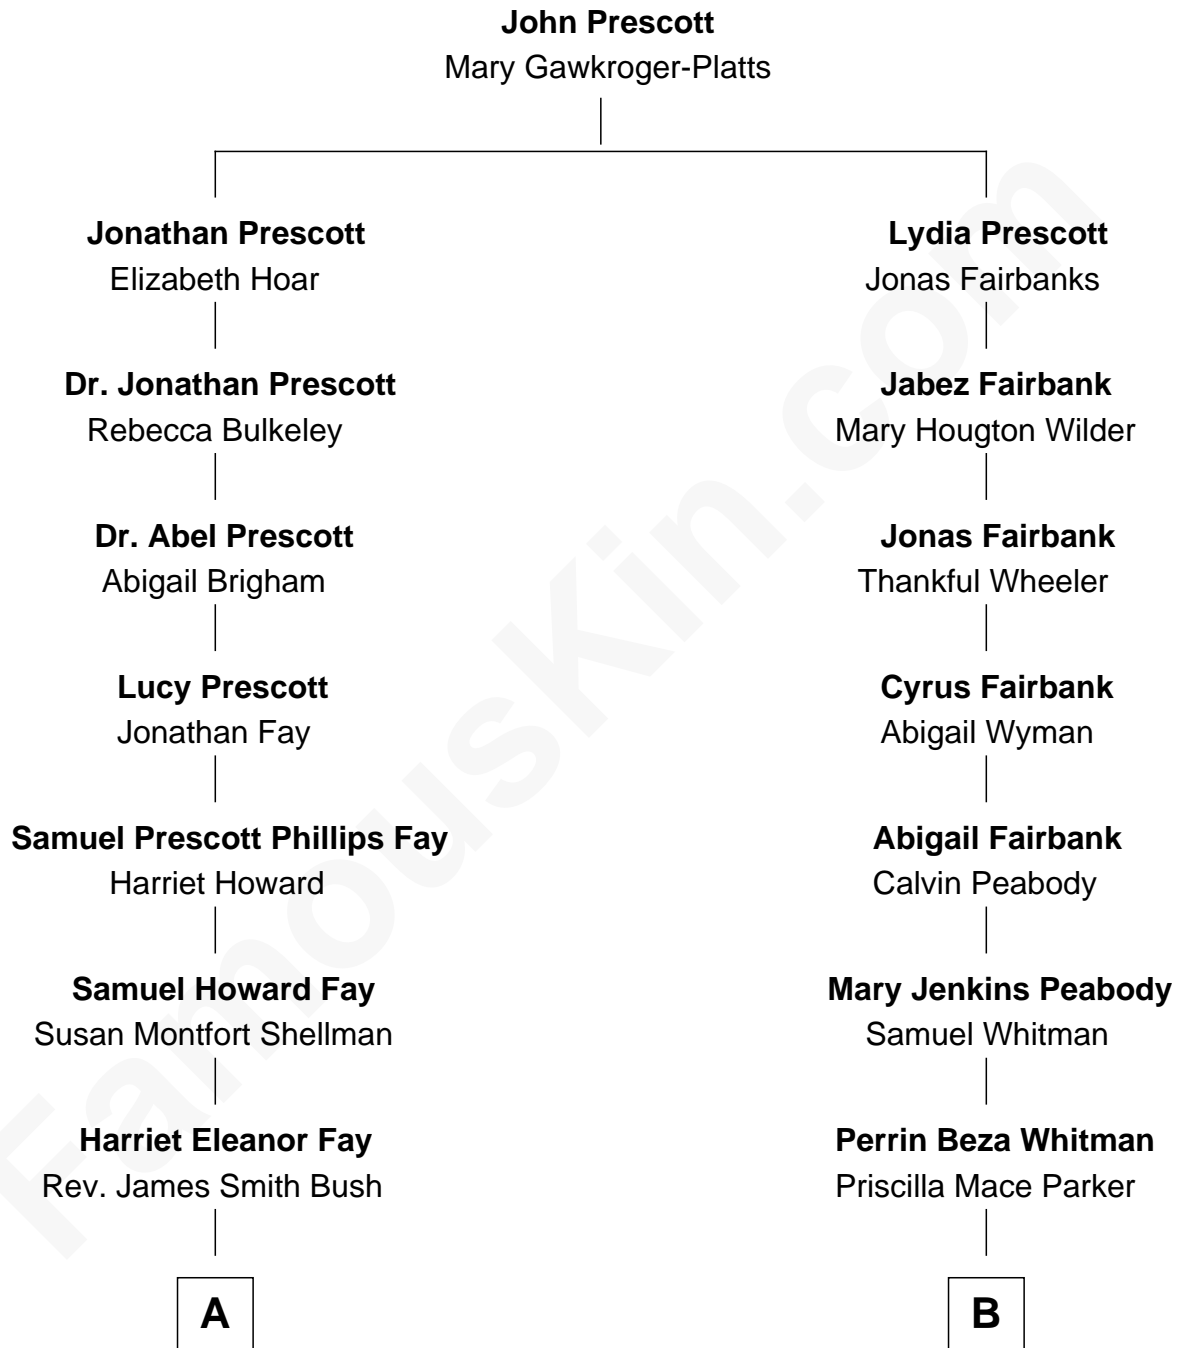 John Prescott
Mary Gawkroger-Platts
Jonathan Prescott
Elizabeth Hoar
Lydia Prescott
Jonas Fairbanks
Dr. Jonathan Prescott
Rebecca Bulkeley
Jabez Fairbank
Mary Hougton Wilder
Dr. Abel Prescott
Abigail Brigham
Jonas Fairbank
Thankful Wheeler
Lucy Prescott
Jonathan Fay
Cyrus Fairbank
Abigail Wyman
Samuel Prescott Phillips Fay
Harriet Howard
Abigail Fairbank
Calvin Peabody
Samuel Howard Fay
Susan Montfort Shellman
Mary Jenkins Peabody
Samuel Whitman
Harriet Eleanor Fay
Rev. James Smith Bush
Perrin Beza Whitman
Priscilla Mace Parker
A
B
FamousKin.com